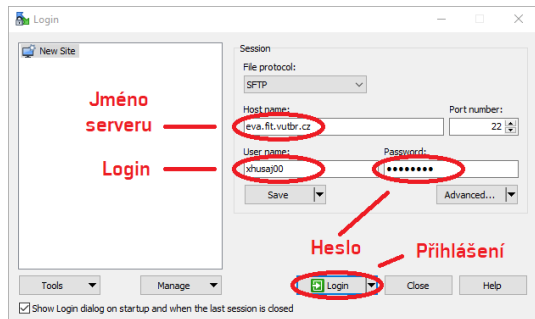 Login
New Site
Session
File protocol:
SFTP
Host name:
Port number:
eva.fit.vutbr.cz
22
User name:
Password:
xhusaj00
••••••••
Save
Advanced...
Jméno
serveru
Login
Heslo
Přihlášení
Tools
Manage
Login
Close
Help
Show Login dialog on startup and when the last session is closed